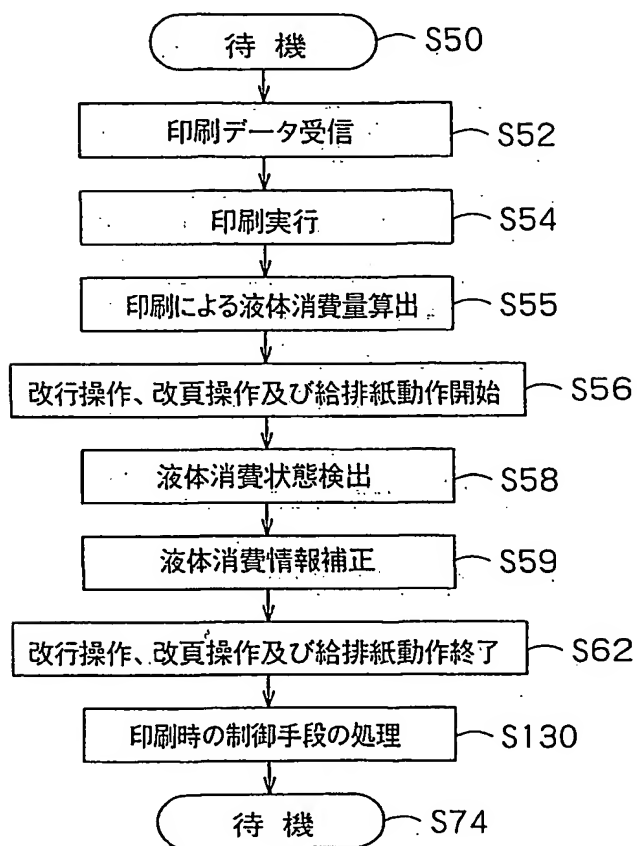 待機 S50
印刷データ受信 S52
印刷実行 S54
印刷による液体消費量算出 S55
改行操作、改頁操作及び給排紙動作開始 S56
液体消費状態検出 S58
液体消費情報補正 S59
改行操作、改頁操作及び給排紙動作終了 S62
印刷時の制御手段の処理 S130
待機 S74